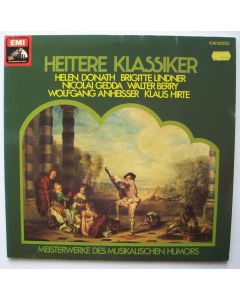 EMI
HEITERE KLASSIKER
HELEN DONATH BRIGITTE LINDNER
NICOLAI GEDDA WALTER BERRY
WOLFGANG ANHEISSER KLAUS HIRTE
MEISTERWERKE DES MUSIKALISCHEN HUMORS